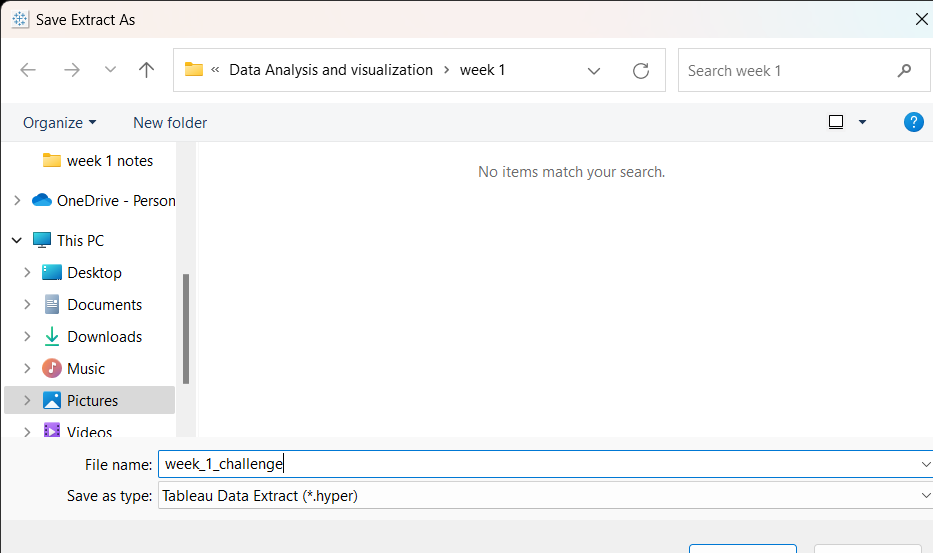 Save Extract As
« Data Analysis and visualization › week 1
Search week 1
Organize
New folder
?
week 1 notes
No items match your search.
OneDrive - Person
This PC
Desktop
Documents
Downloads
Music
Pictures
Videos
File name: week_1_challenge
Save as type: Tableau Data Extract (*.hyper)